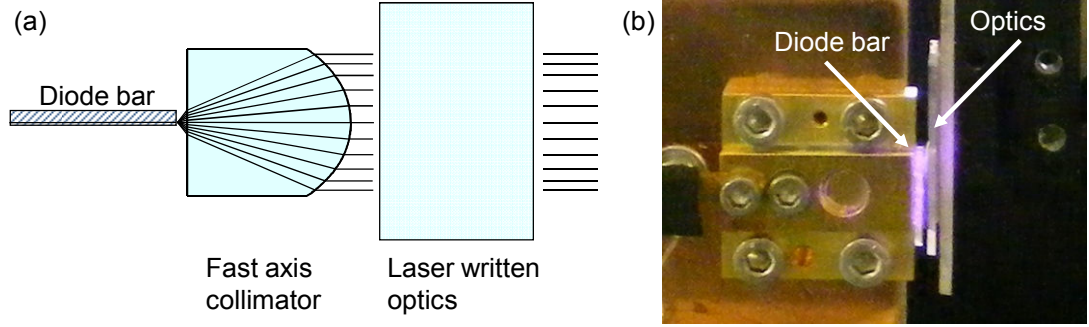 (a)
Diode bar
Fast axis
collimator
Laser written
optics
(b)
Optics
Diode bar